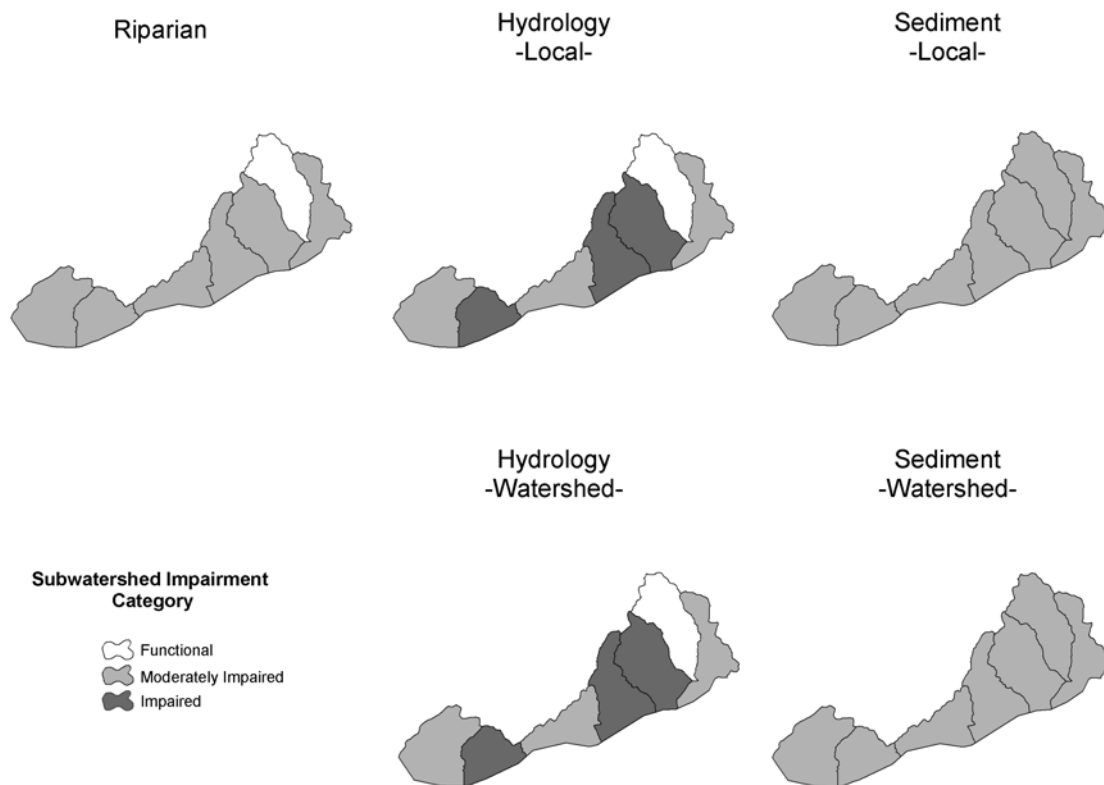 Riparian
Hydrology
-Local-
Sediment
-Local-
Hydrology
-Watershed-
Sediment
-Watershed-
Subwatershed Impairment
Category
Functional
Moderately Impaired
Impaired